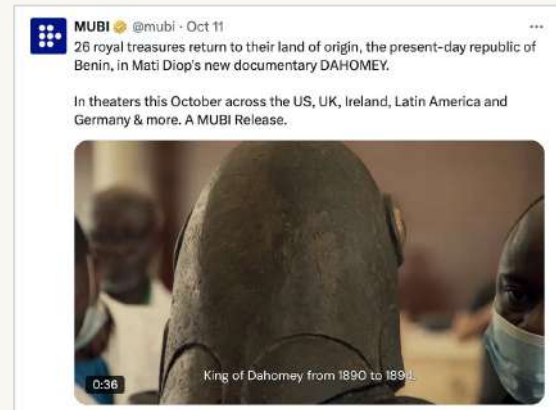 MUBI @mubi · Oct 11
26 royal treasures return to their land of origin, the present-day republic of
Benin, in Mati Diop's new documentary DAHOMEY.
In theaters this October across the US, UK, Ireland, Latin America and
Germany & more. A MUBI Release.
King of Dahomey from 1890 to 1894.
0:36